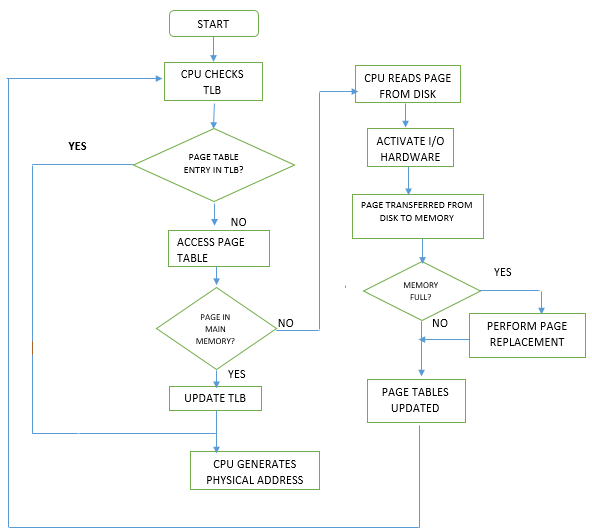 START
CPU CHECKS
TLB
YES
PAGE TABLE
ENTRY IN TLB?
NO
ACCESS PAGE
TABLE
PAGE IN
MAIN
MEMORY?
NO
YES
UPDATE TLB
CPU GENERATES
PHYSICAL ADDRESS
CPU READS PAGE
FROM DISK
ACTIVATE I/O
HARDWARE
PAGE TRANSFERRED FROM
DISK TO MEMORY
MEMORY
FULL?
YES
NO
PERFORM PAGE
REPLACEMENT
PAGE TABLES
UPDATED